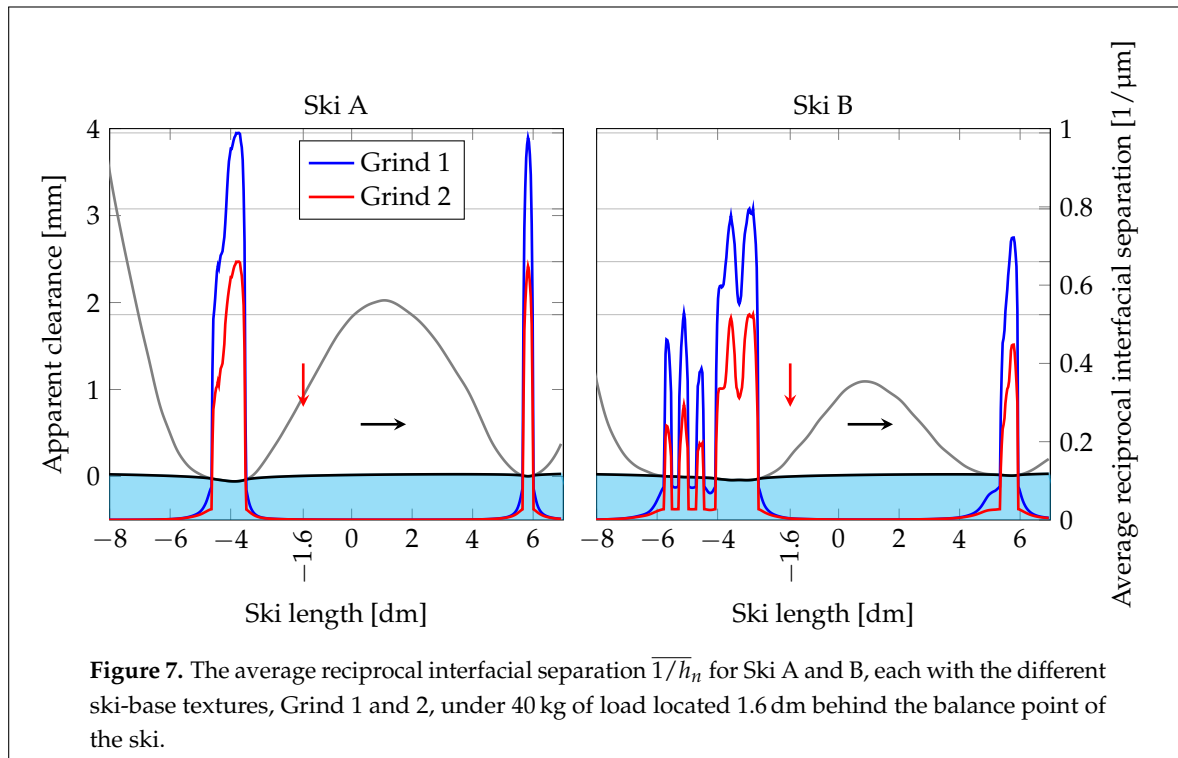 Ski A
Ski B
Apparent clearance [mm]
4
3
2
1
0
Grind 1
Grind 2
−8
−6
−4
−1.6
0
2
4
6
Ski length [dm]
−8
−6
−4
−1.6
0
2
4
6
Ski length [dm]
1
0.8
0.6
0.4
0.2
0
Average reciprocal interfacial separation [1/μm]
Figure 7. The average reciprocal interfacial separation 1/h̅n for Ski A and B, each with the different
ski-base textures, Grind 1 and 2, under 40 kg of load located 1.6 dm behind the balance point of
the ski.